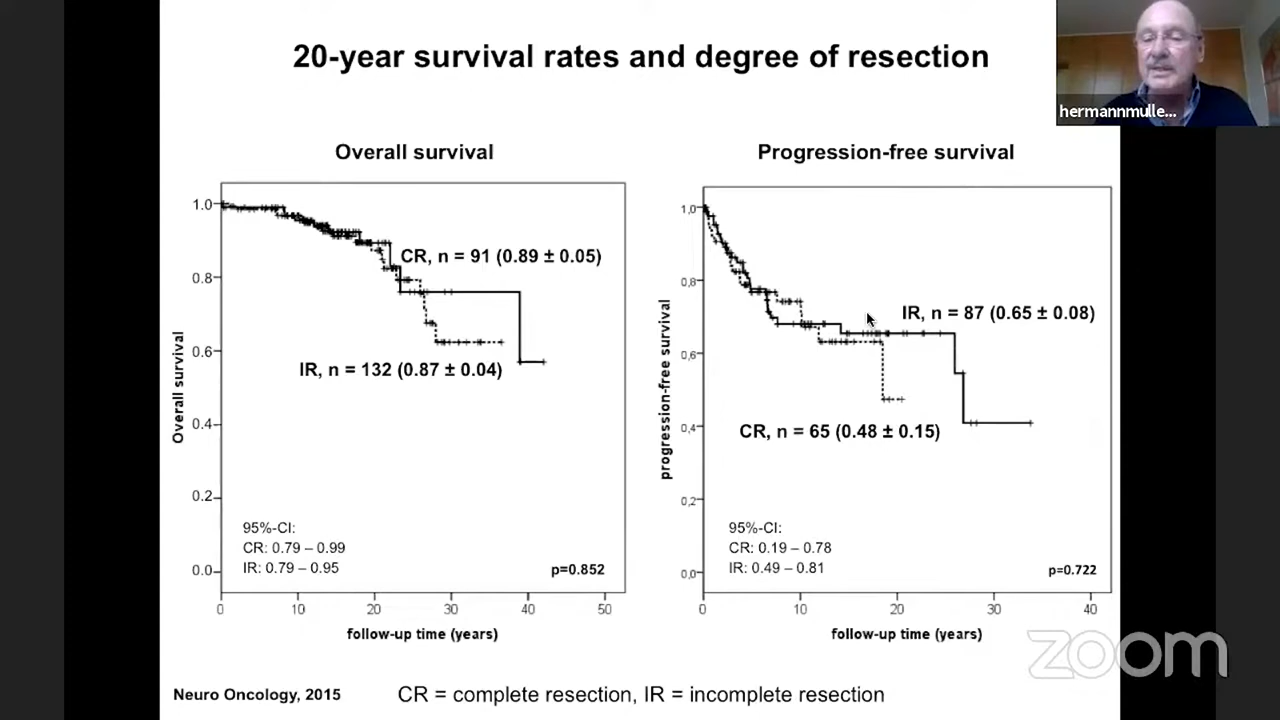 20-year survival rates and degree of resection
hermannmulle...
Overall survival
Overall survival
1.0
0.8
0.6
0.4
0.2
0.0
CR, n = 91 (0.89 ± 0.05)
IR, n = 132 (0.87 ± 0.04)
95%-CI:
CR: 0.79 – 0.99
IR: 0.79 – 0.95
p=0.852
0 10 20 30 40 50
follow-up time (years)
Progression-free survival
progression-free survival
1,0
0,8
0,6
0,4
0,2
0,0
IR, n = 87 (0.65 ± 0.08)
CR, n = 65 (0.48 ± 0.15)
95%-CI:
CR: 0.19 – 0.78
IR: 0.49 – 0.81
p=0.722
0 10 20 30 40
follow-up time (years)
zoom
Neuro Oncology, 2015
CR = complete resection, IR = incomplete resection